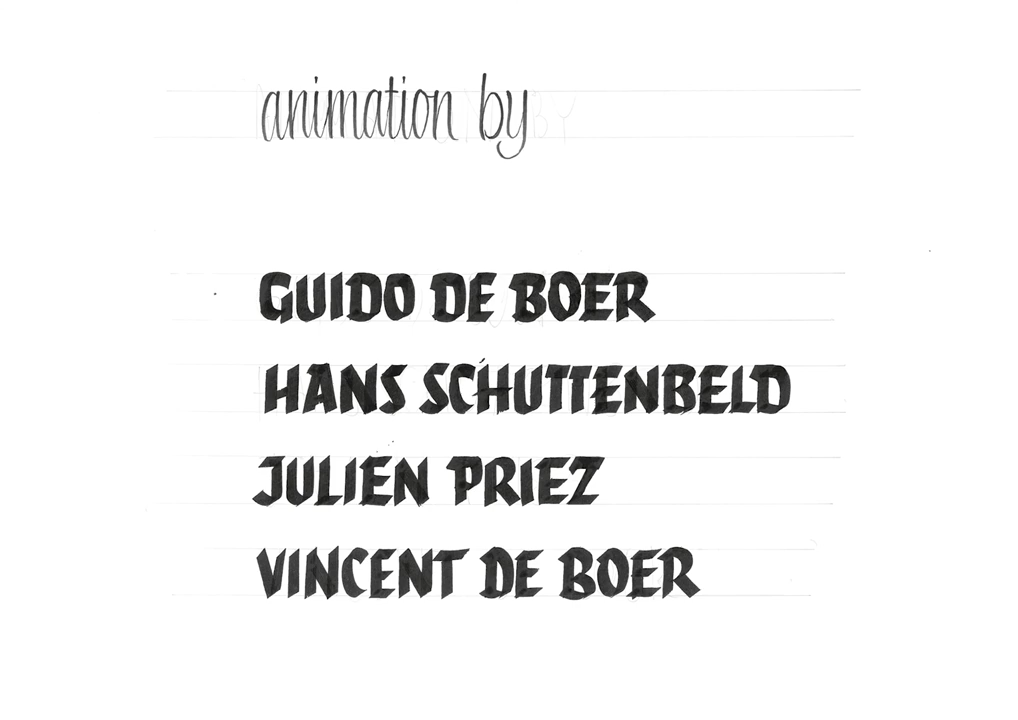 animation by
GUIDO DE BOER
HANS SCHUTTENBELD
JULIEN PRIEZ
VINCENT DE BOER